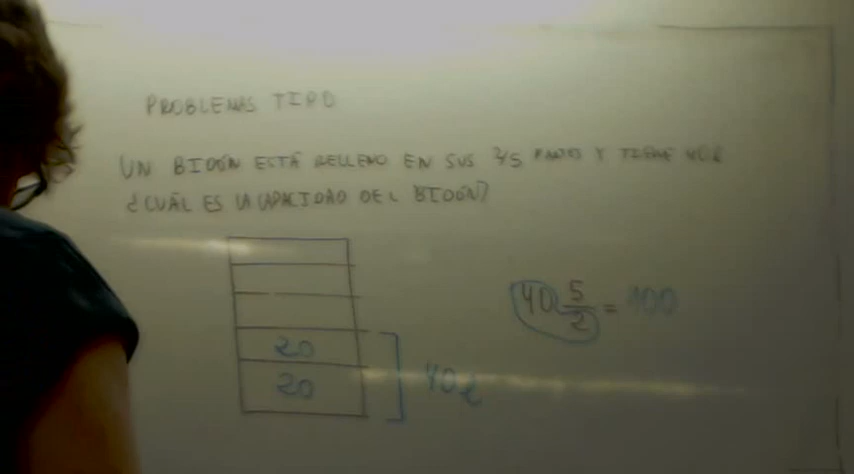 PROBLEMAS TIPO
UN BIDÓN ESTÁ RELLENO EN SUS 2/5 PARTES Y TIENE 40 l
¿CUÁL ES LA CAPACIDAD DEL BIDÓN?
40 5/2 = 100
20
20
40 l